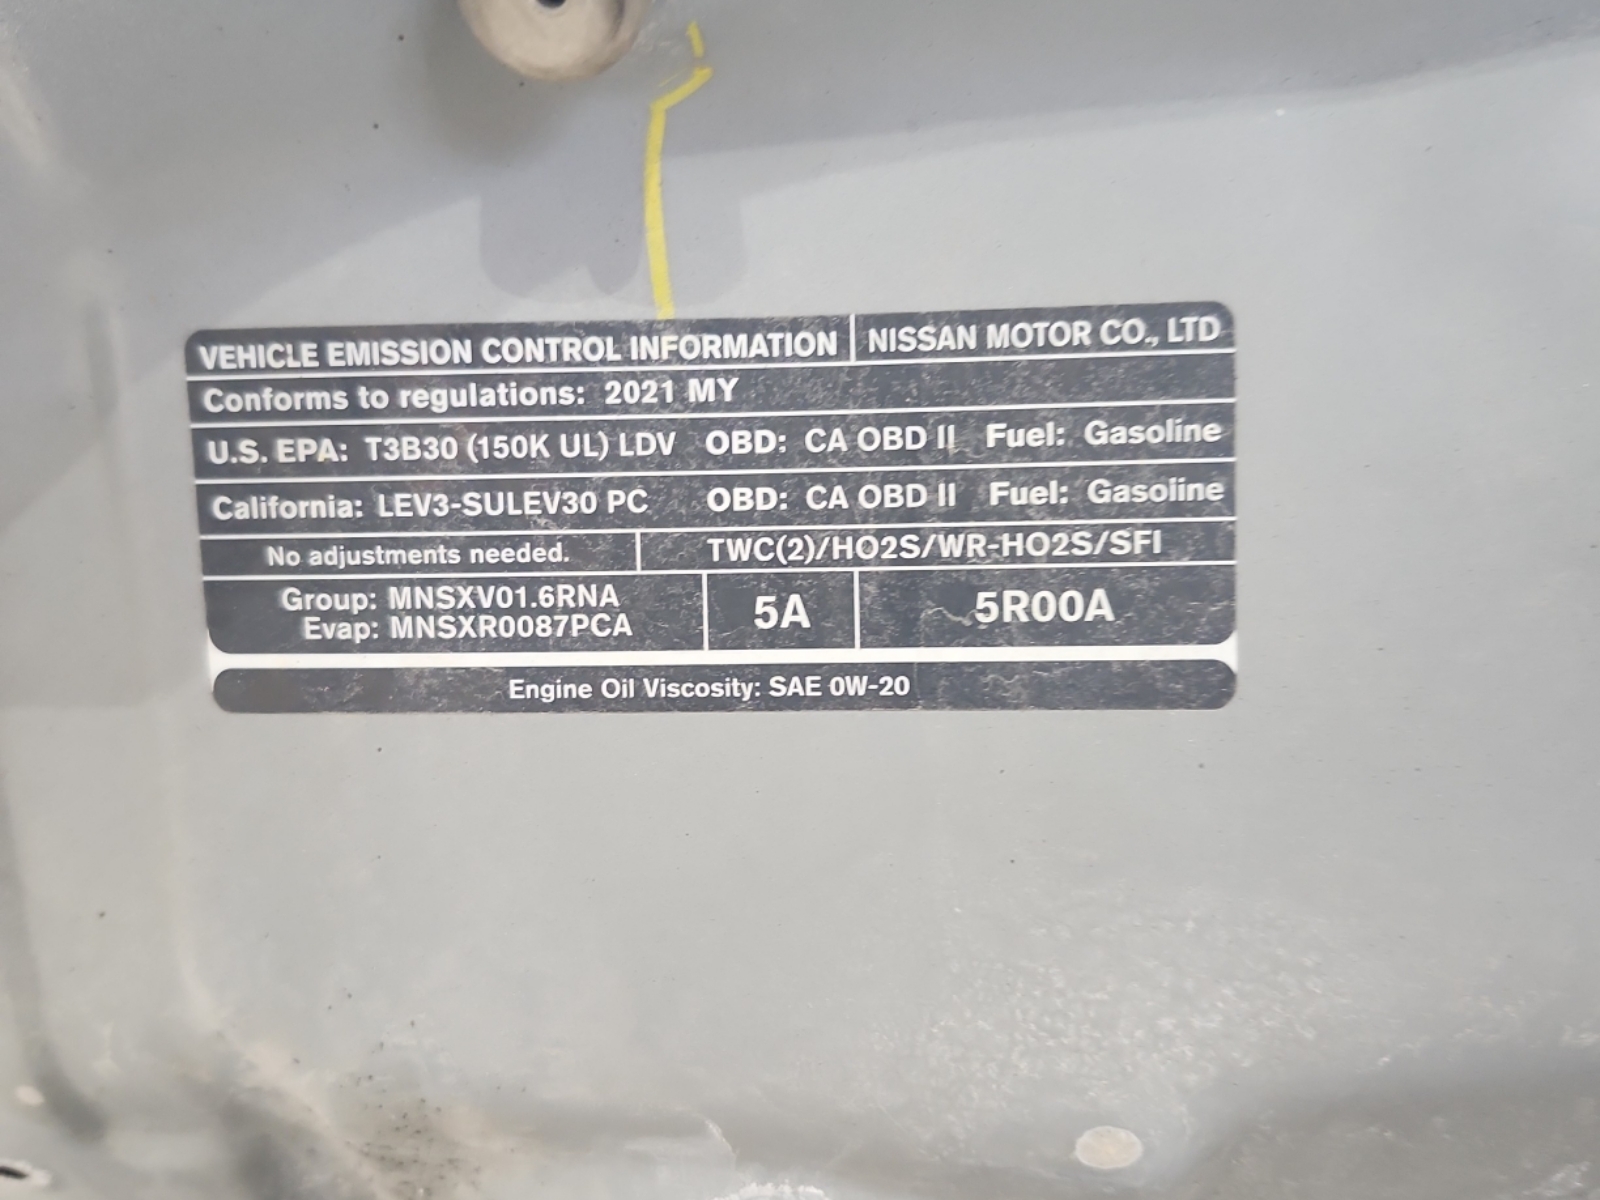 VEHICLE EMISSION CONTROL INFORMATION NISSAN MOTOR CO., LTD
Conforms to regulations: 2021 MY
U.S. EPA: T3B30 (150K UL) LDV OBD: CA OBD II Fuel: Gasoline
California: LEV3-SULEV30 PC OBD: CA OBD II Fuel: Gasoline
No adjustments needed. TWC(2)/HO2S/WR-HO2S/SFI
Group: MNSXV01.6RNA
Evap: MNSXR0087PCA
5A
5R00A
Engine Oil Viscosity: SAE 0W-20